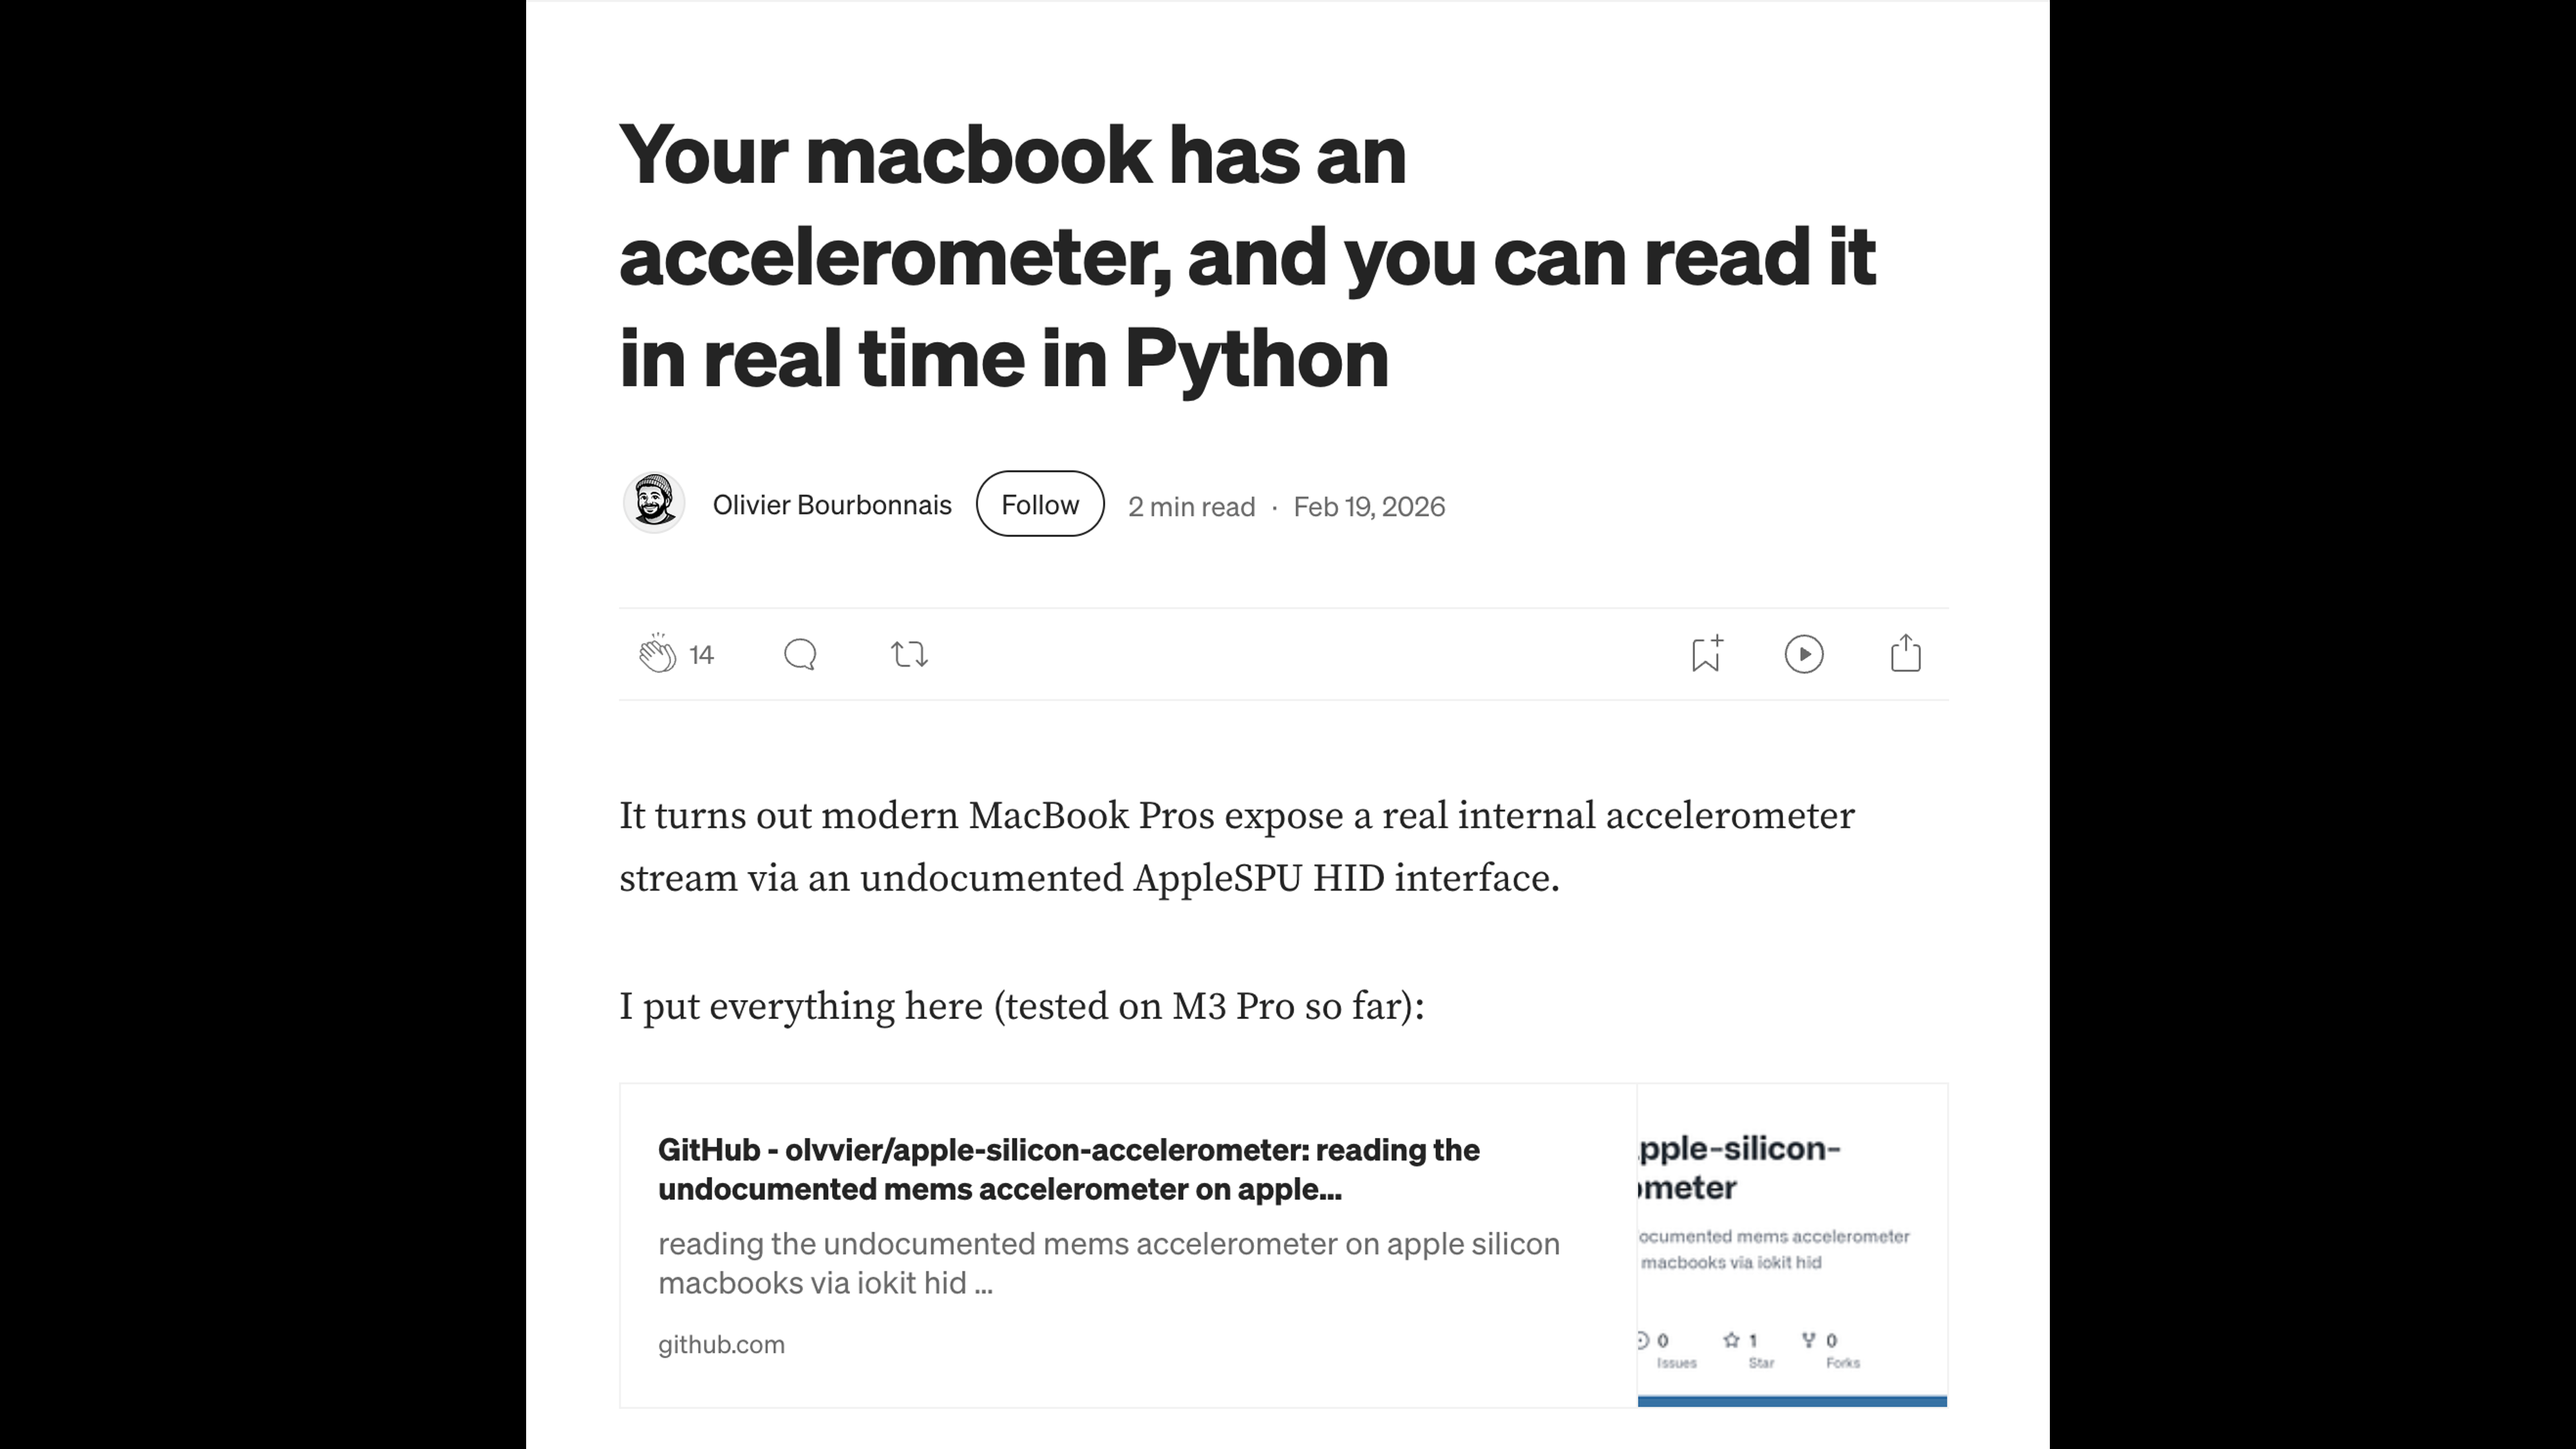 Your macbook has an
accelerometer, and you can read it
in real time in Python
Olivier Bourbonnais
Follow
2 min read · Feb 19, 2026
14
It turns out modern MacBook Pros expose a real internal accelerometer
stream via an undocumented AppleSPU HID interface.
I put everything here (tested on M3 Pro so far):
GitHub - olvvier/apple-silicon-accelerometer: reading the
undocumented mems accelerometer on apple...
reading the undocumented mems accelerometer on apple silicon
macbooks via iokit hid ...
github.com
pple-silicon-
ometer
ocumented mems accelerometer
macbooks via iokit hid
0 1 0
Issues Star Forks